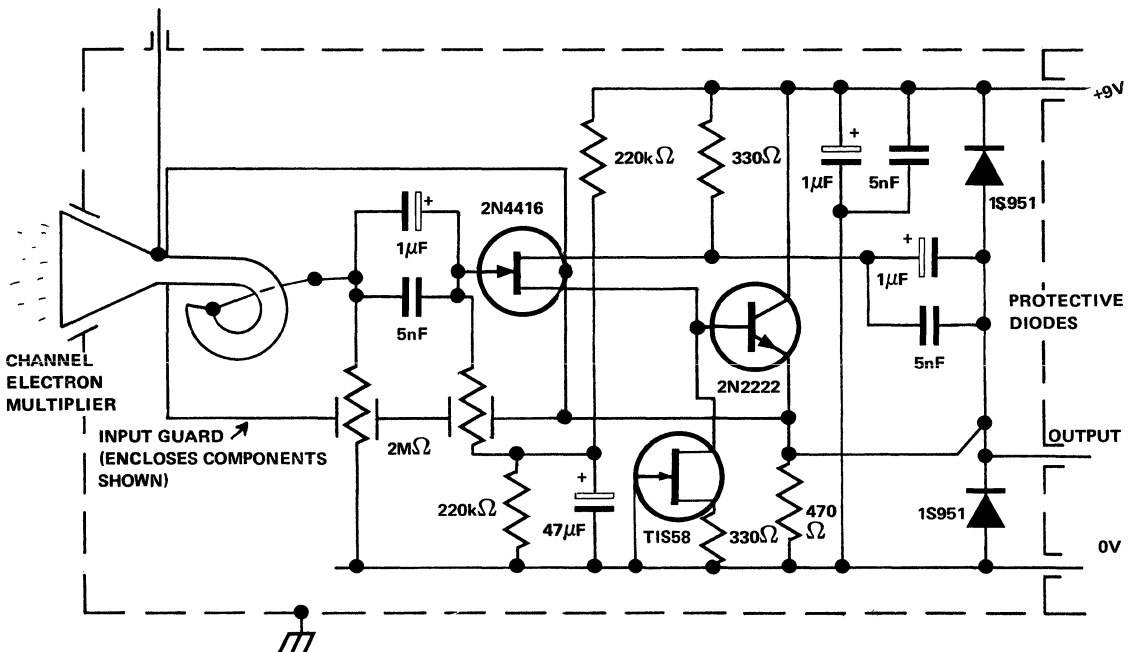 +9V
220kΩ
330Ω
+
1µF
5nF
1S951
+
1µF
5nF
2N4416
+
1µF
5nF
PROTECTIVE
DIODES
CHANNEL
ELECTRON
MULTIPLIER
2N2222
INPUT GUARD
(ENCLOSES COMPONENTS
SHOWN)
2MΩ
OUTPUT
220kΩ
+
47µF
TIS58
330Ω
470
Ω
1S951
0V